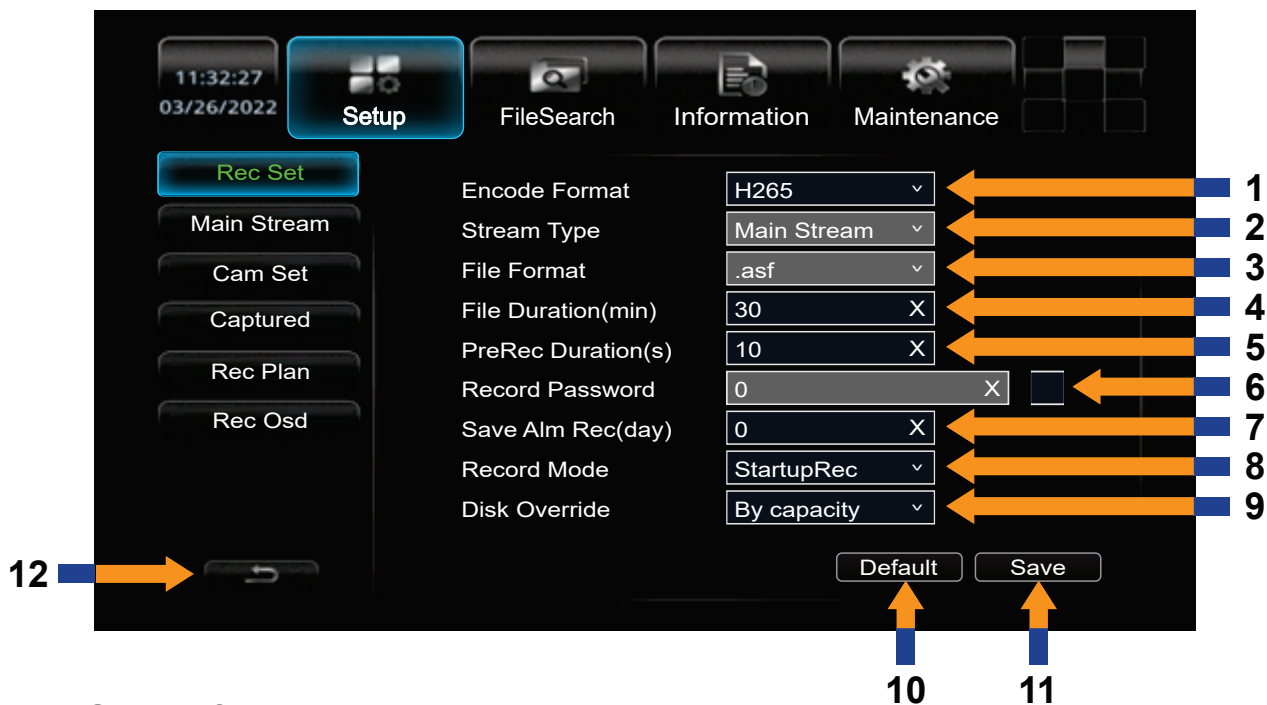 11:32:27
03/26/2022
Setup
FileSearch
Information
Maintenance
Rec Set
Main Stream
Cam Set
Captured
Rec Plan
Rec Osd
Encode Format H265 1
Stream Type Main Stream 2
File Format .asf 3
File Duration(min) 30 X 4
PreRec Duration(s) 10 X 5
Record Password 0 X 6
Save Alm Rec(day) 0 X 7
Record Mode StartupRec 8
Disk Override By capacity 9
12
Default Save
10 11